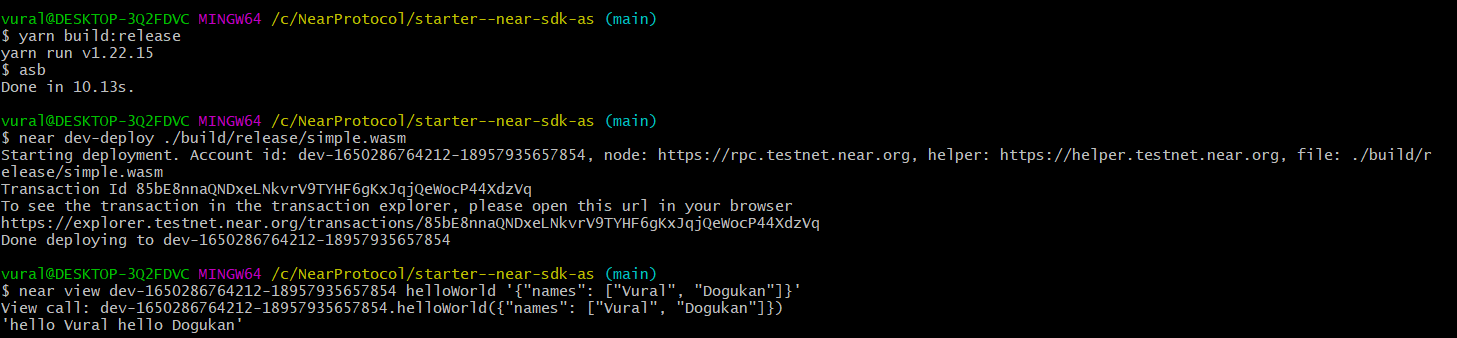 vural@DESKTOP-3Q2FDVC MINGW64 /c/NearProtocol/starter--near-sdk-as (main)
$ yarn build:release
yarn run v1.22.15
$ asb
Done in 10.13s.
vural@DESKTOP-3Q2FDVC MINGW64 /c/NearProtocol/starter--near-sdk-as (main)
$ near dev-deploy ./build/release/simple.wasm
Starting deployment. Account id: dev-1650286764212-18957935657854, node: https://rpc.testnet.near.org, helper: https://helper.testnet.near.org, file: ./build/r
elease/simple.wasm
Transaction Id 85bE8nnaQNDxeLNkvrV9TYHF6gKxJqjQeWocP44XdzVq
To see the transaction in the transaction explorer, please open this url in your browser
https://explorer.testnet.near.org/transactions/85bE8nnaQNDxeLNkvrV9TYHF6gKxJqjQeWocP44XdzVq
Done deploying to dev-1650286764212-18957935657854
vural@DESKTOP-3Q2FDVC MINGW64 /c/NearProtocol/starter--near-sdk-as (main)
$ near view dev-1650286764212-18957935657854 helloWorld '{"names": ["Vural", "Dogukan"]}'
View call: dev-1650286764212-18957935657854.helloWorld({"names": ["Vural", "Dogukan"]})
'hello Vural hello Dogukan'